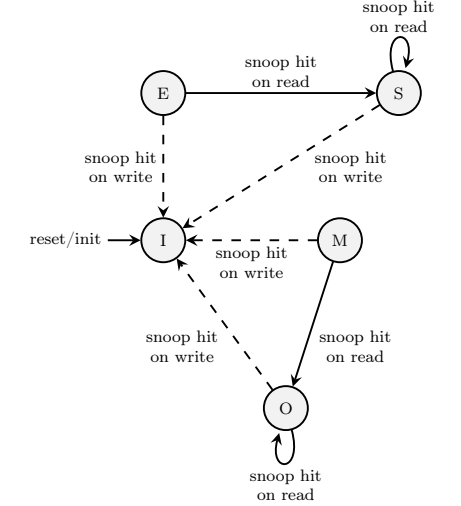 snoop hit
on read
snoop hit
on read
E
S
snoop hit
on write
snoop hit
on write
reset/init
I
M
snoop hit
on write
snoop hit
on write
snoop hit
on read
O
snoop hit
on read